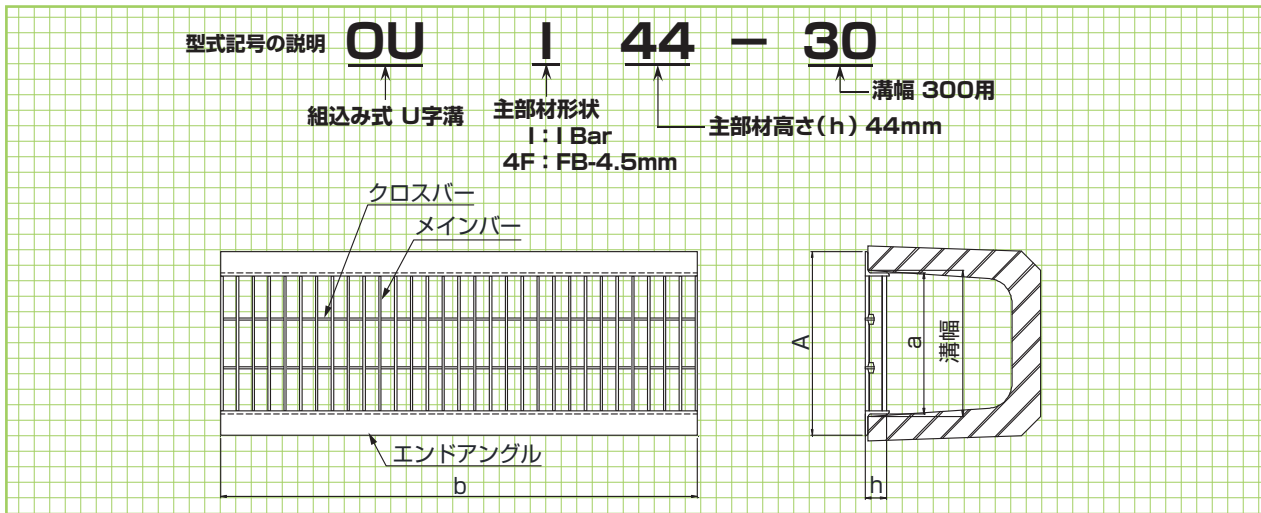 型式記号の説明 OU I 44 － 30
組込み式 U字溝
主部材形状
I：I Bar
4F：FB-4.5mm
主部材高さ(h) 44mm
溝幅 300用
クロスバー
メインバー
エンドアングル
b
A
a
溝幅
h